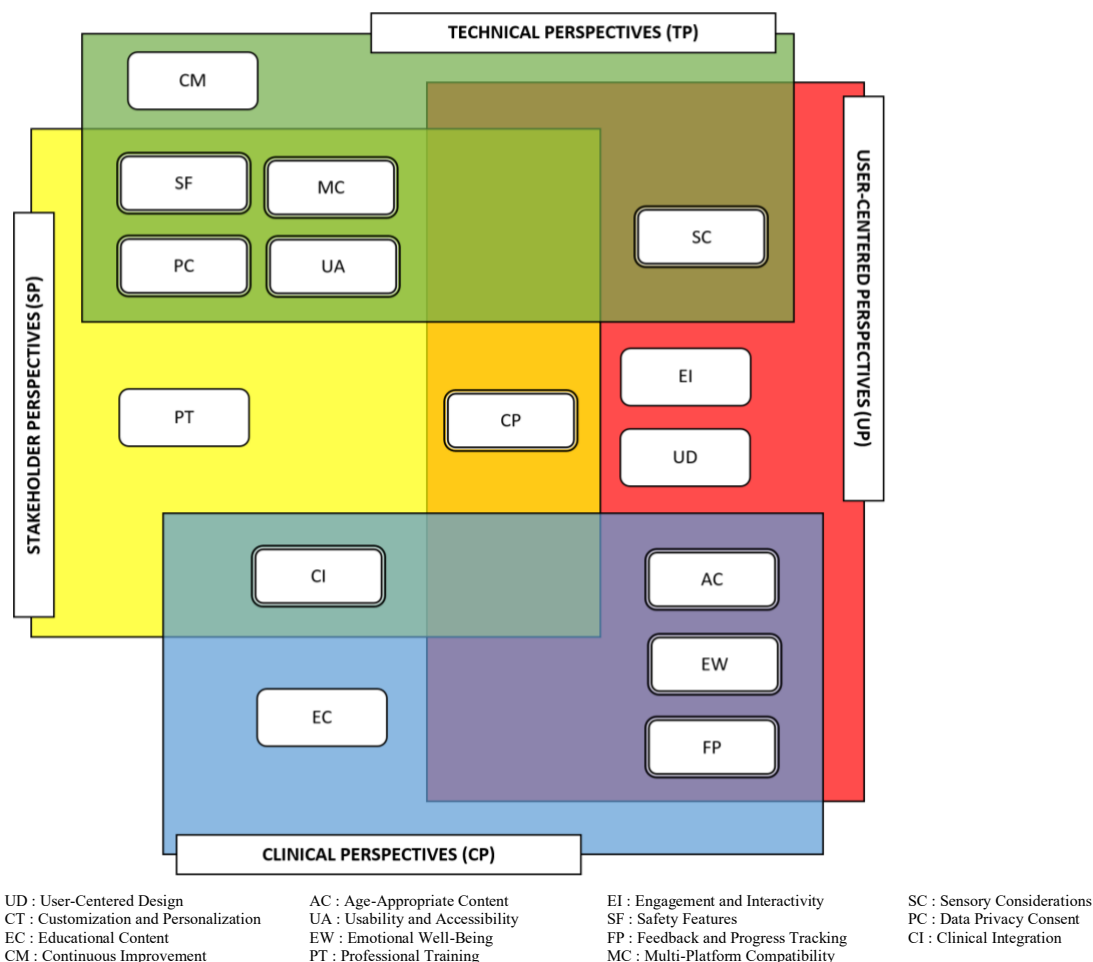 TECHNICAL PERSPECTIVES (TP)
CM
USER-CENTERED PERSPECTIVES (UP)
STAKEHOLDER PERSPECTIVES (SP)
SF
MC
SC
PC
UA
EI
PT
CP
UD
CI
AC
EW
EC
FP
CLINICAL PERSPECTIVES (CP)
UD : User-Centered Design
AC : Age-Appropriate Content
EI : Engagement and Interactivity
SC : Sensory Considerations
CT : Customization and Personalization
UA : Usability and Accessibility
SF : Safety Features
PC : Data Privacy Consent
EC : Educational Content
EW : Emotional Well-Being
FP : Feedback and Progress Tracking
CI : Clinical Integration
CM : Continuous Improvement
PT : Professional Training
MC : Multi-Platform Compatibility